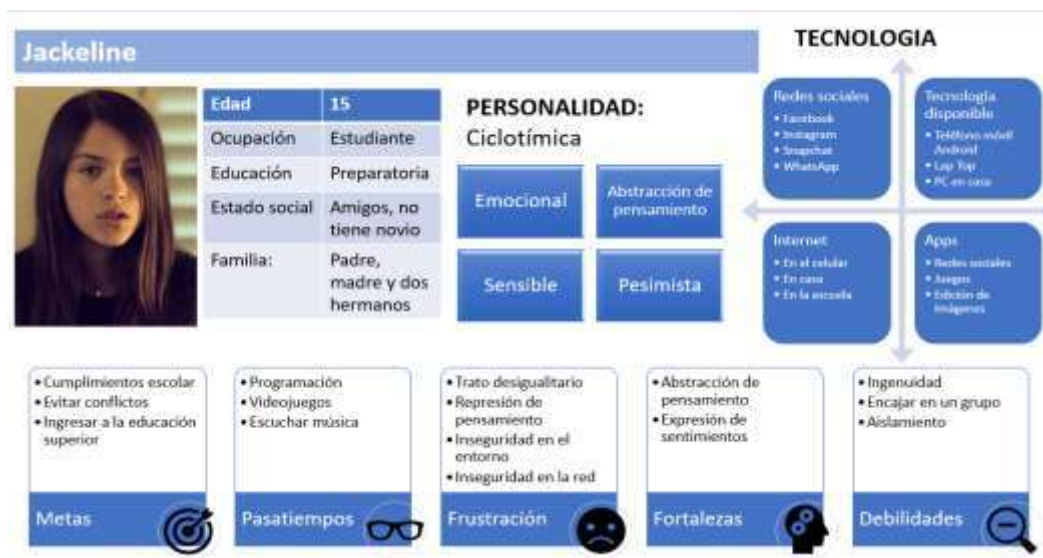 Jackeline
Edad 15
Ocupación Estudiante
Educación Preparatoria
Estado social Amigos, no
tiene novio
Familia: Padre,
madre y dos
hermanos
PERSONALIDAD:
Ciclotímica
Emocional
Abstracción de
pensamiento
Sensible
Pesimista
TECNOLOGIA
Redes sociales
• Facebook
• Instagram
• Snapchat
• WhatsApp
Tecnología
disponible
• Teléfono móvil
Android
• Lap Top
• PC en casa
Internet
• En el celular
• En casa
• En la escuela
Apps
• Redes sociales
• Juegos
• Edición de
imágenes
• Cumplimientos escolar
• Evitar conflictos
• Ingresar a la educación
superior
Metas
• Programación
• Videojuegos
• Escuchar música
Pasatiempos
• Trato desigualitario
• Represión de
pensamiento
• Inseguridad en el
entorno
• Inseguridad en la red
Frustración
• Abstracción de
pensamiento
• Expresión de
sentimientos
Fortalezas
• Ingenuidad
• Encajar en un grupo
• Aislamiento
Debilidades